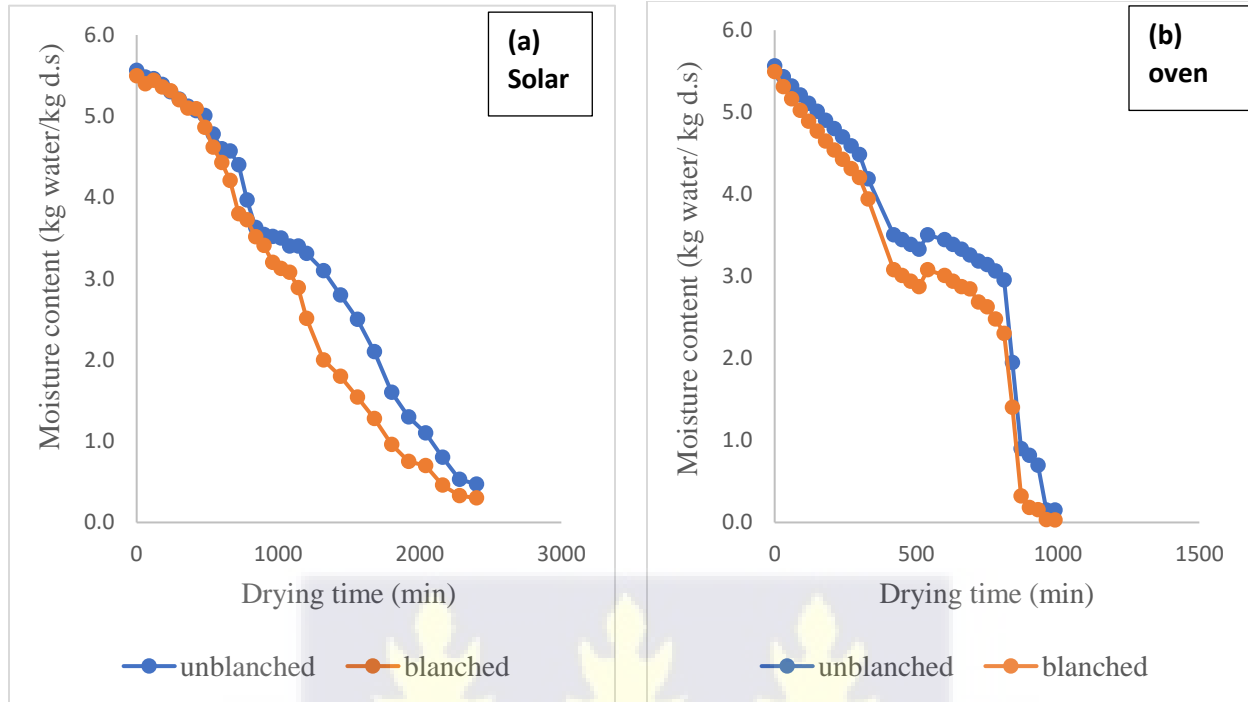 (a)
Solar
Moisture content (kg water/kg d.s)
6.0
5.0
4.0
3.0
2.0
1.0
0.0
0 1000 2000 3000
Drying time (min)
unblanched blanched
(b)
oven
Moisture content (kg water/ kg d.s)
6.0
5.0
4.0
3.0
2.0
1.0
0.0
0 500 1000 1500
Drying time (min)
unblanched blanched